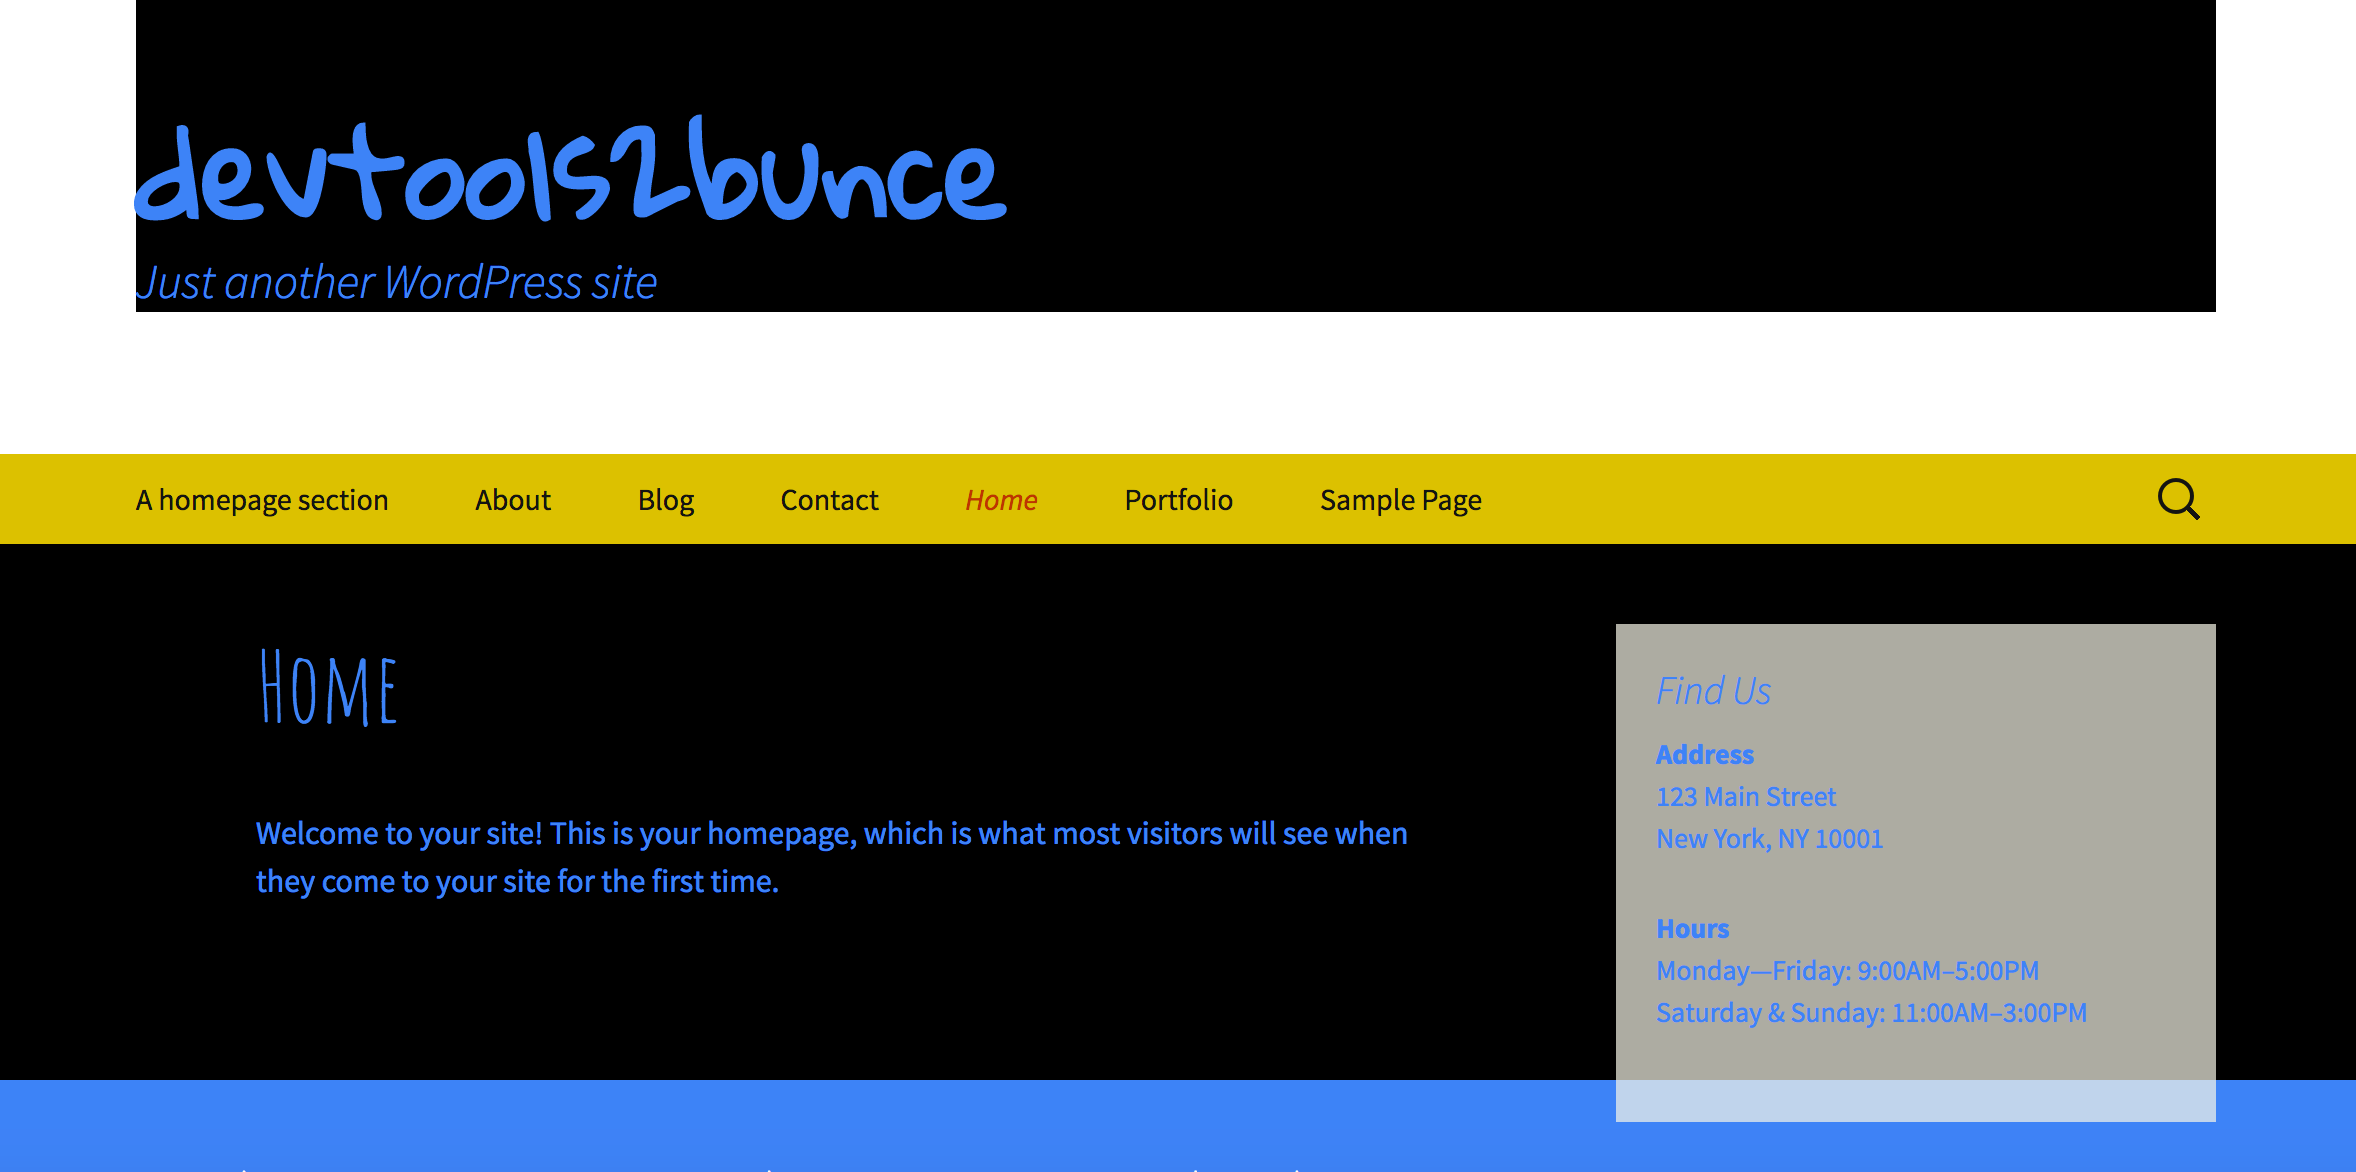 devtools2bunce
Just another WordPress site
A homepage section About Blog Contact Home Portfolio Sample Page
Home
Welcome to your site! This is your homepage, which is what most visitors will see when
they come to your site for the first time.
Find Us
Address
123 Main Street
New York, NY 10001
Hours
Monday—Friday: 9:00AM–5:00PM
Saturday & Sunday: 11:00AM–3:00PM